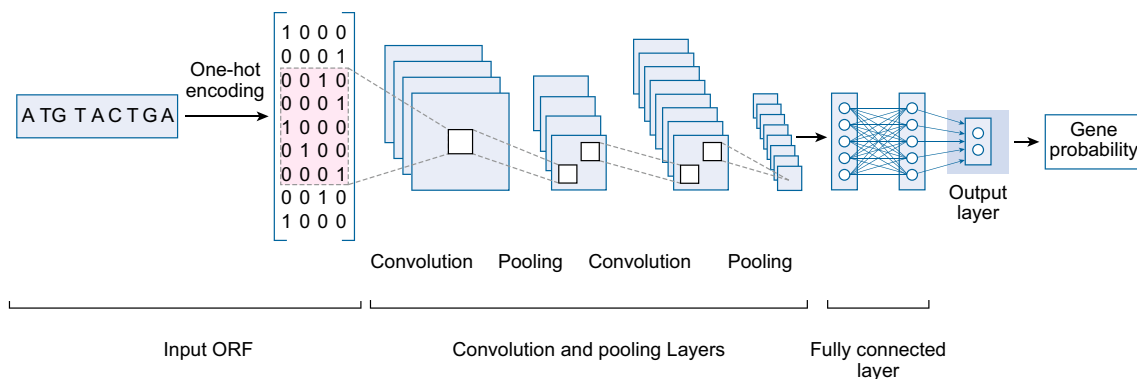 ATGTACTGA
One-hot
encoding
1 0 0 0
0 0 0 1
0 0 1 0
0 0 0 1
1 0 0 0
0 1 0 0
0 0 0 1
0 0 1 0
1 0 0 0
Gene
probability
Output
layer
Convolution Pooling Convolution Pooling
Input ORF
Convolution and pooling Layers
Fully connected
layer